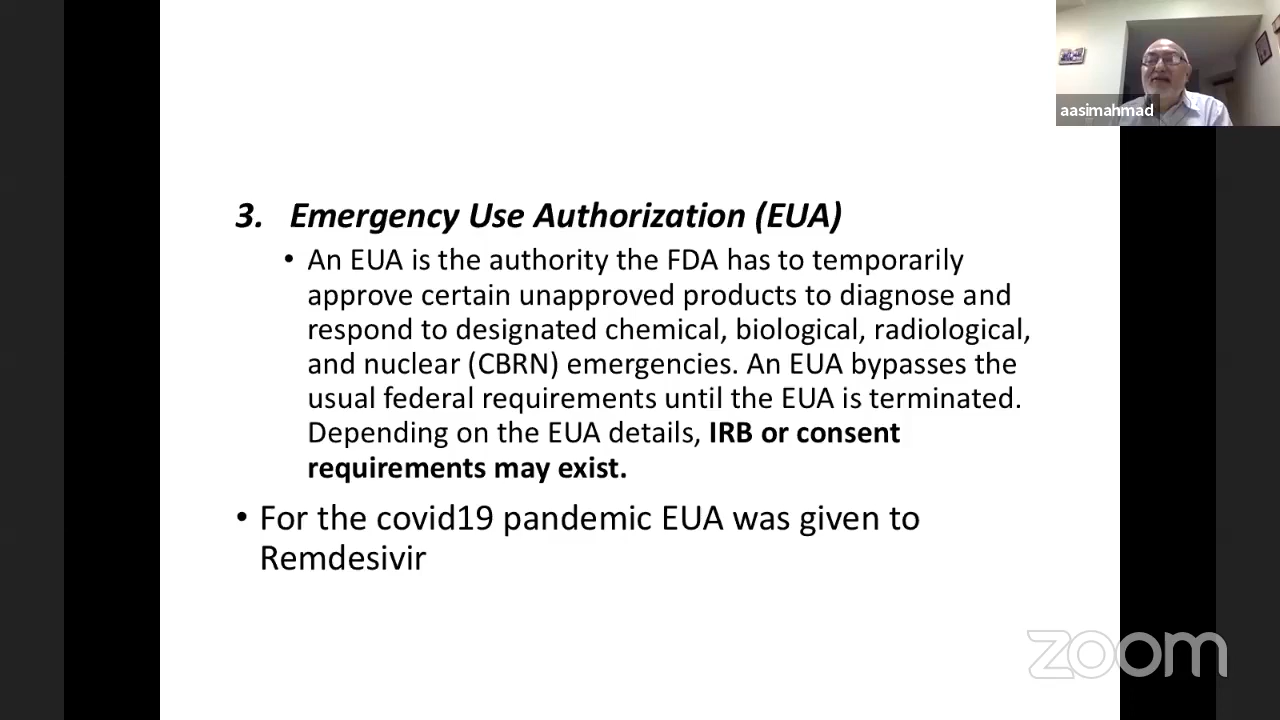 aasimahmad
3. Emergency Use Authorization (EUA)
• An EUA is the authority the FDA has to temporarily
approve certain unapproved products to diagnose and
respond to designated chemical, biological, radiological,
and nuclear (CBRN) emergencies. An EUA bypasses the
usual federal requirements until the EUA is terminated.
Depending on the EUA details, IRB or consent
requirements may exist.
• For the covid19 pandemic EUA was given to
Remdesivir
zoom